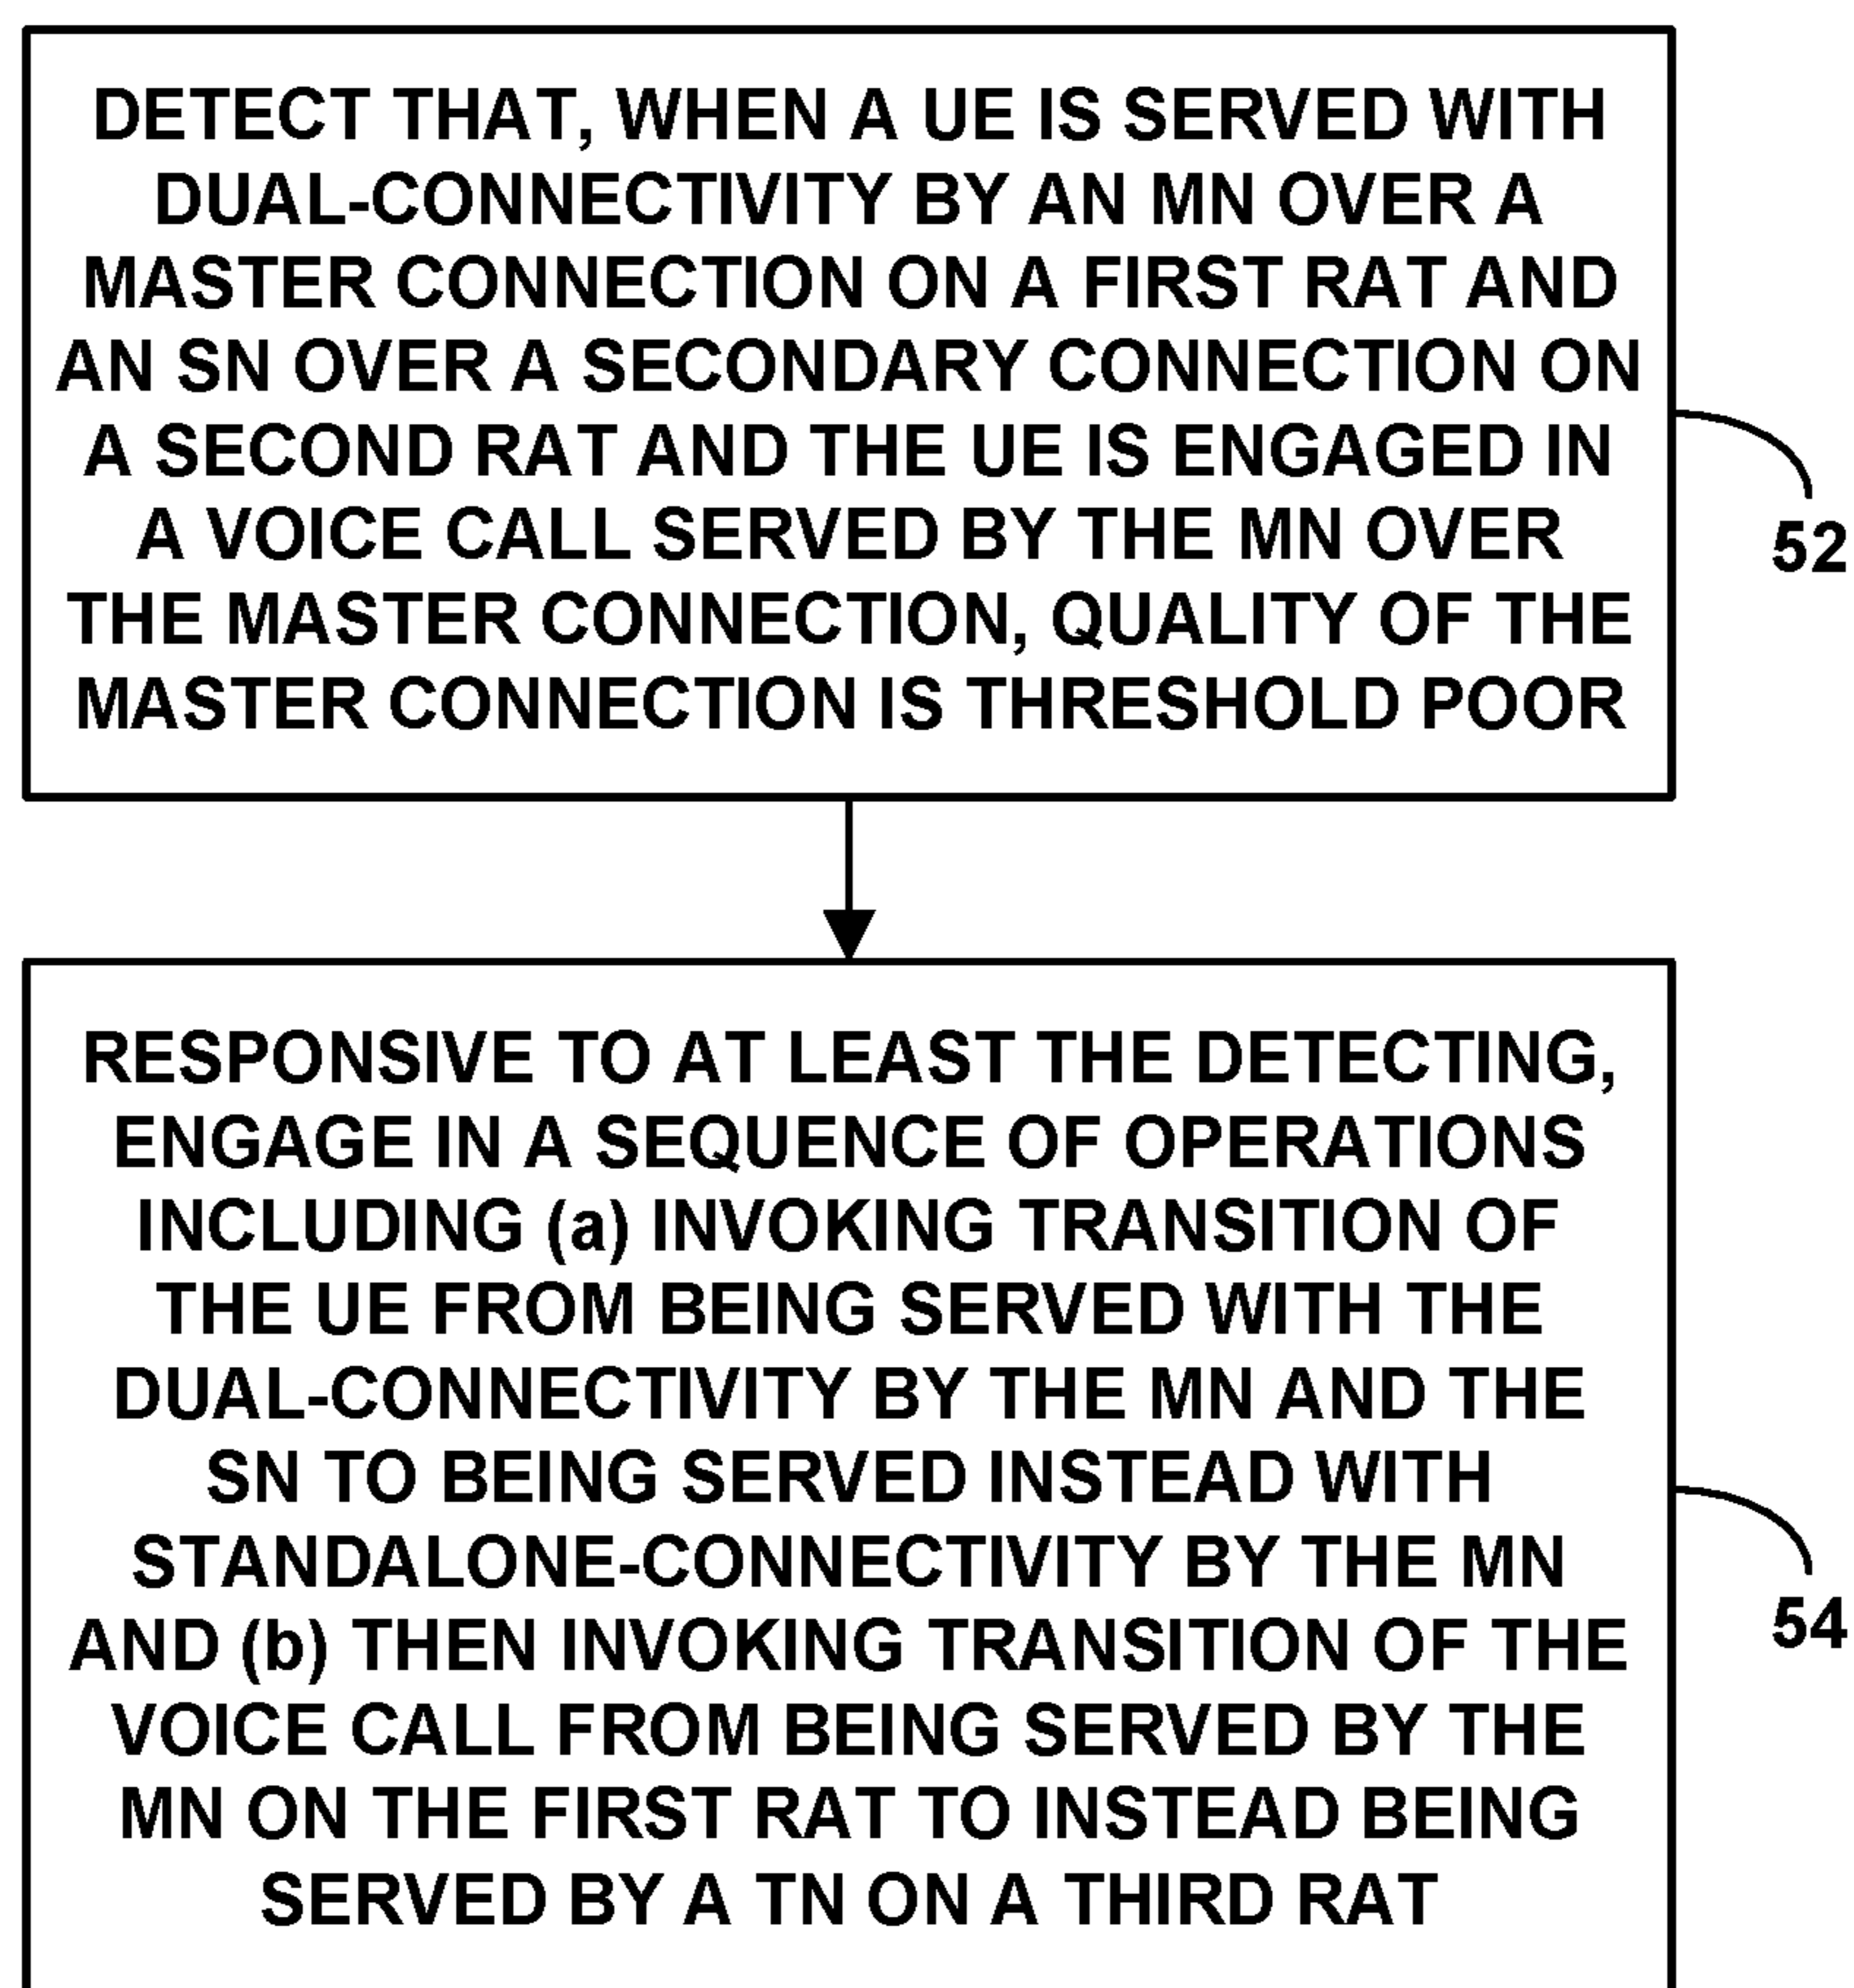 DETECT THAT, WHEN A UE IS SERVED WITH
DUAL-CONNECTIVITY BY AN MN OVER A
MASTER CONNECTION ON A FIRST RAT AND
AN SN OVER A SECONDARY CONNECTION ON
A SECOND RAT AND THE UE IS ENGAGED IN
A VOICE CALL SERVED BY THE MN OVER
THE MASTER CONNECTION, QUALITY OF THE
MASTER CONNECTION IS THRESHOLD POOR
52
RESPONSIVE TO AT LEAST THE DETECTING,
ENGAGE IN A SEQUENCE OF OPERATIONS
INCLUDING (a) INVOKING TRANSITION OF
THE UE FROM BEING SERVED WITH THE
DUAL-CONNECTIVITY BY THE MN AND THE
SN TO BEING SERVED INSTEAD WITH
STANDALONE-CONNECTIVITY BY THE MN
AND (b) THEN INVOKING TRANSITION OF THE
VOICE CALL FROM BEING SERVED BY THE
MN ON THE FIRST RAT TO INSTEAD BEING
SERVED BY A TN ON A THIRD RAT
54